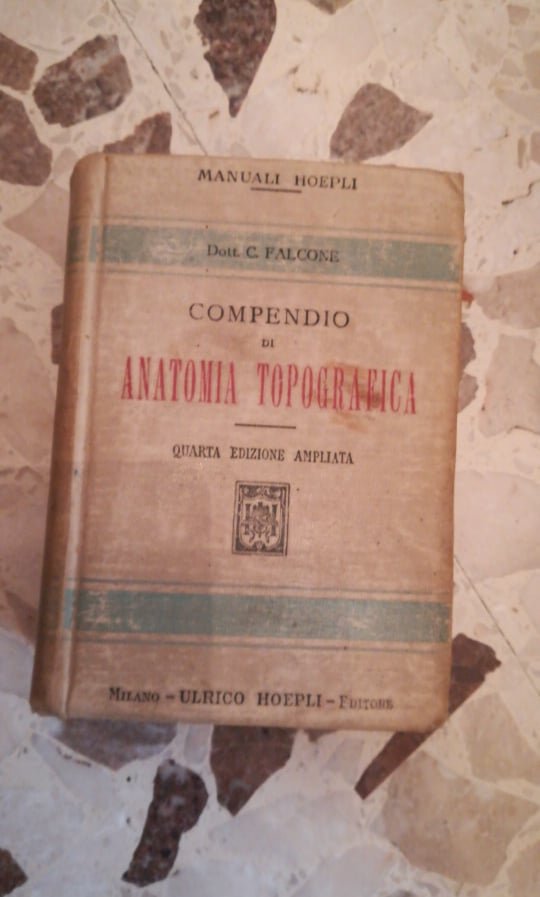 MANUALI HOEPLI
Dott. C. FALCONE
COMPENDIO
DI
ANATOMIA TOPOGRAFICA
QUARTA EDIZIONE AMPLIATA
MILANO - ULRICO HOEPLI - EDITORE